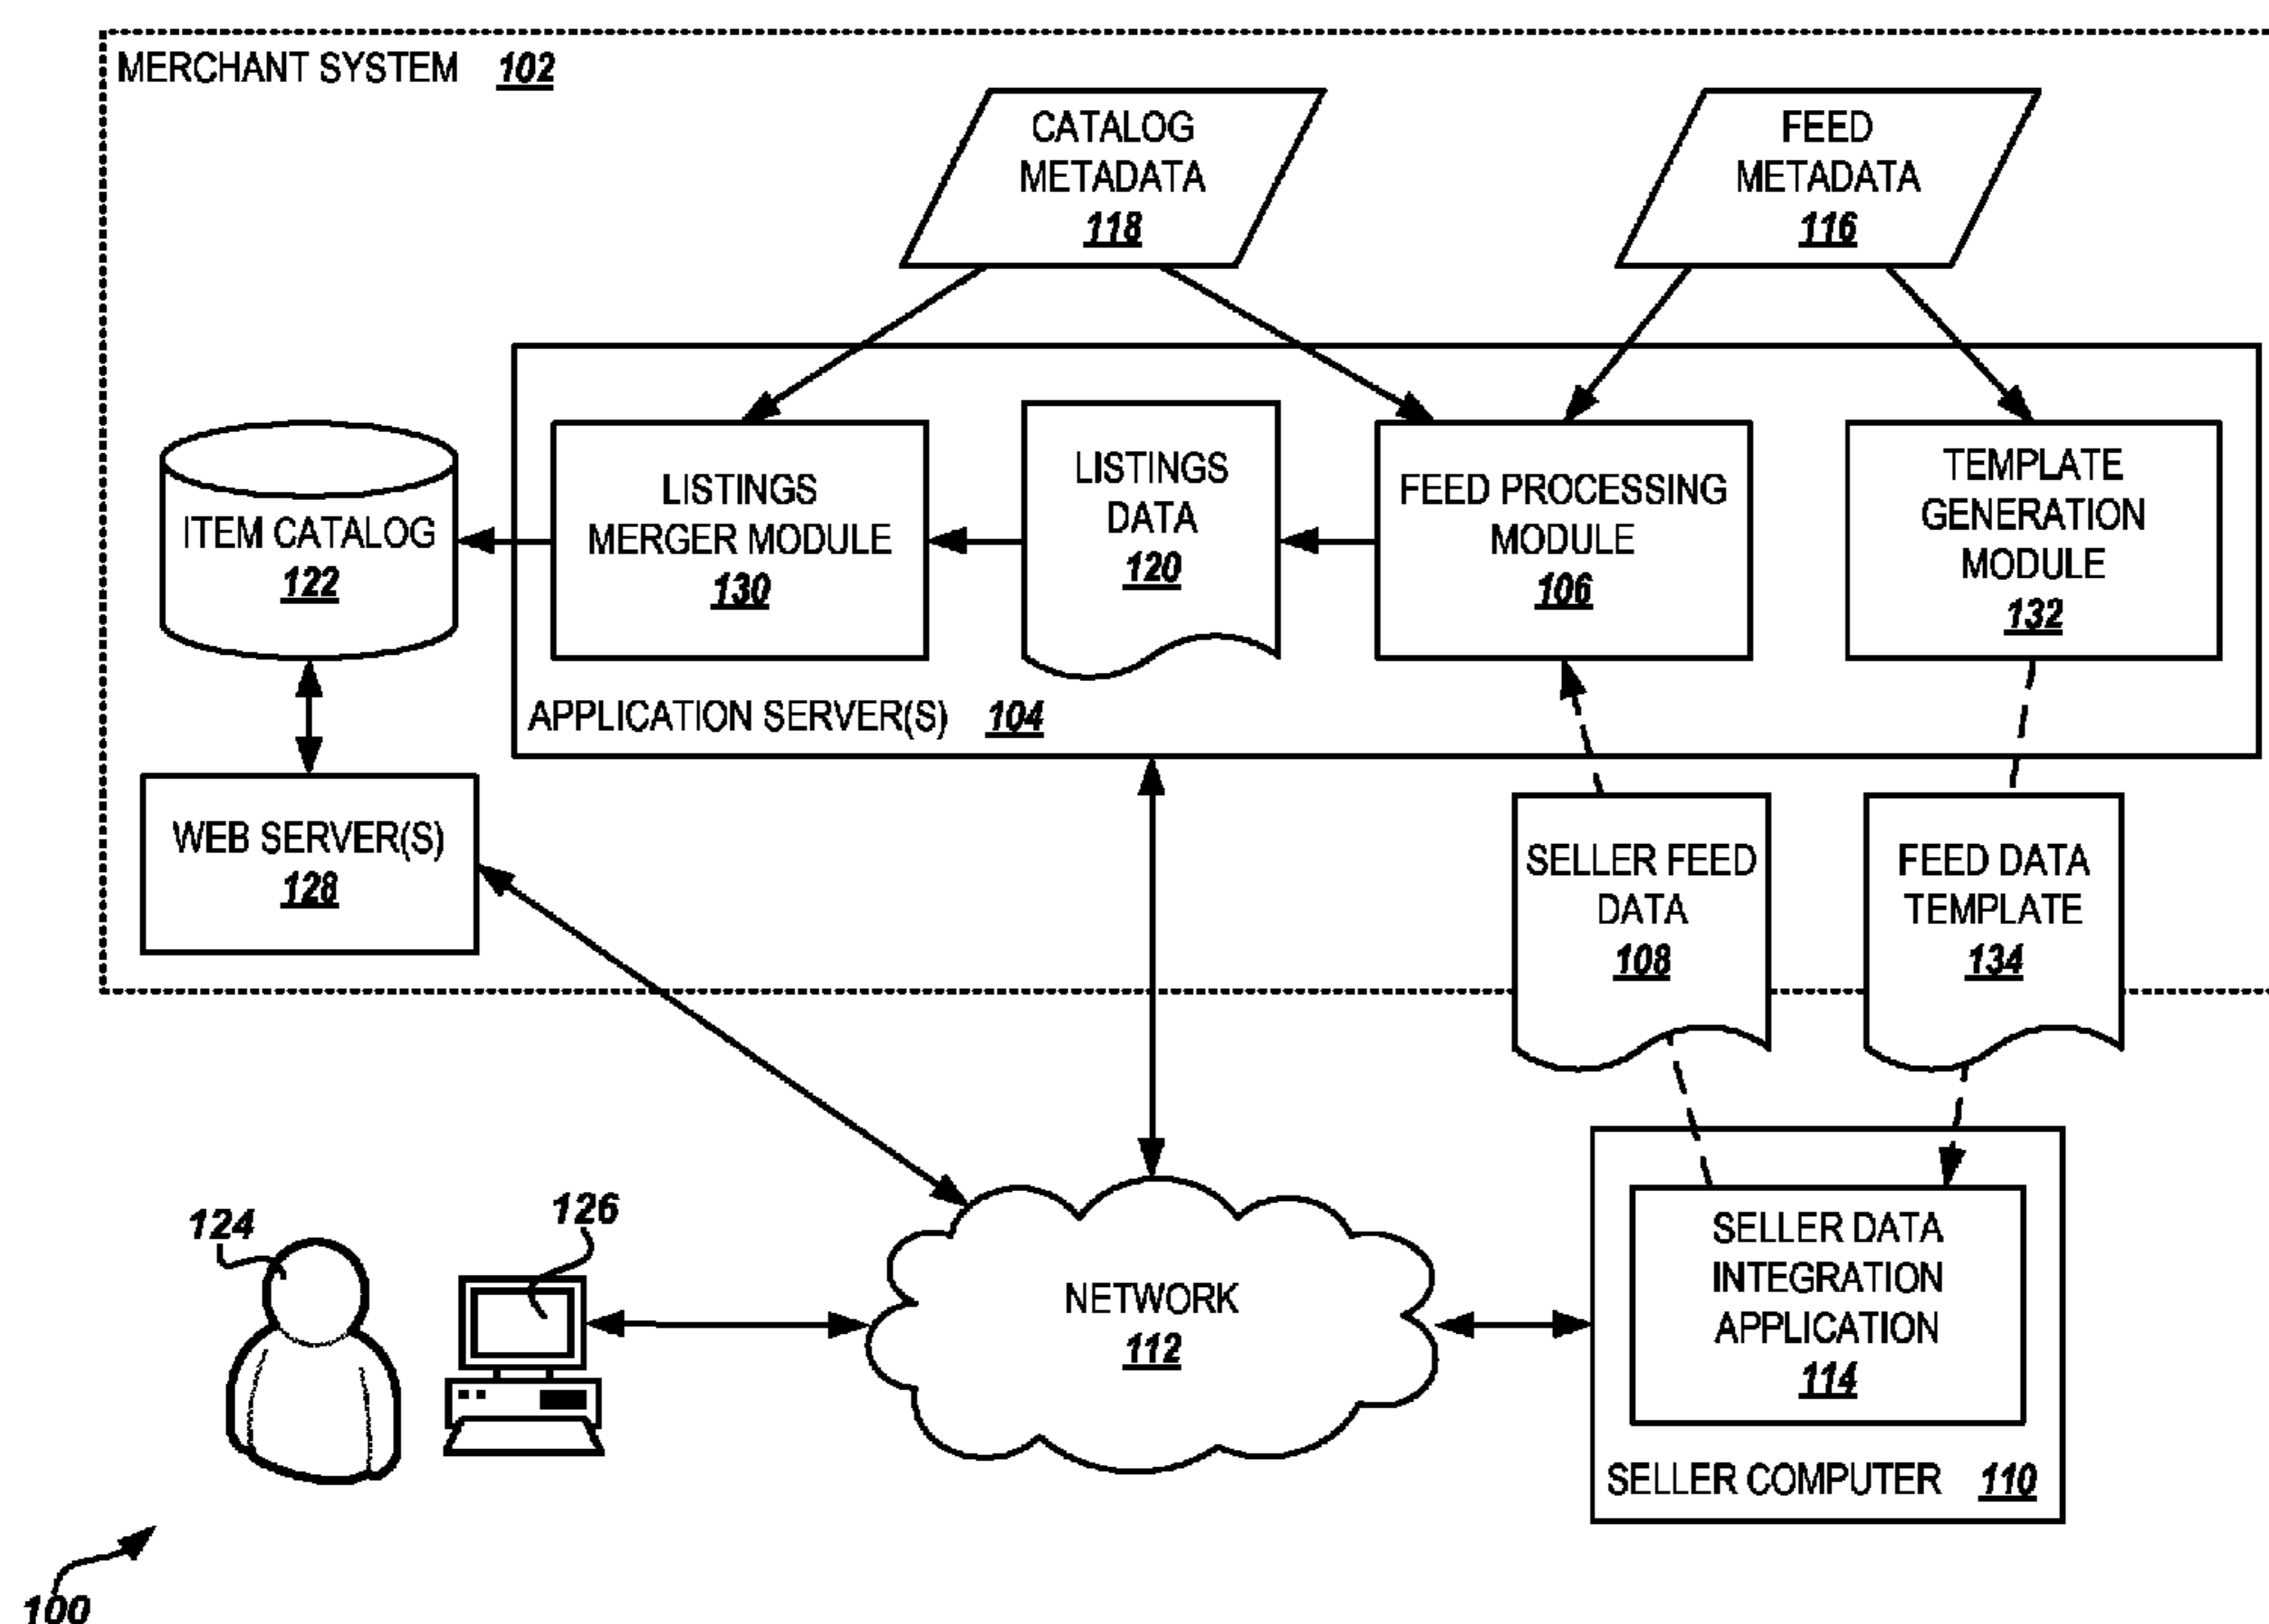 MERCHANT SYSTEM 102
CATALOG
METADATA
118
FEED
METADATA
116
ITEM CATALOG
122
LISTINGS
MERGER MODULE
130
LISTINGS
DATA
120
FEED PROCESSING
MODULE
106
TEMPLATE
GENERATION
MODULE
132
APPLICATION SERVER(S) 104
WEB SERVER(S)
128
SELLER FEED
DATA
108
FEED DATA
TEMPLATE
134
124
126
NETWORK
112
SELLER DATA
INTEGRATION
APPLICATION
114
SELLER COMPUTER 110
100